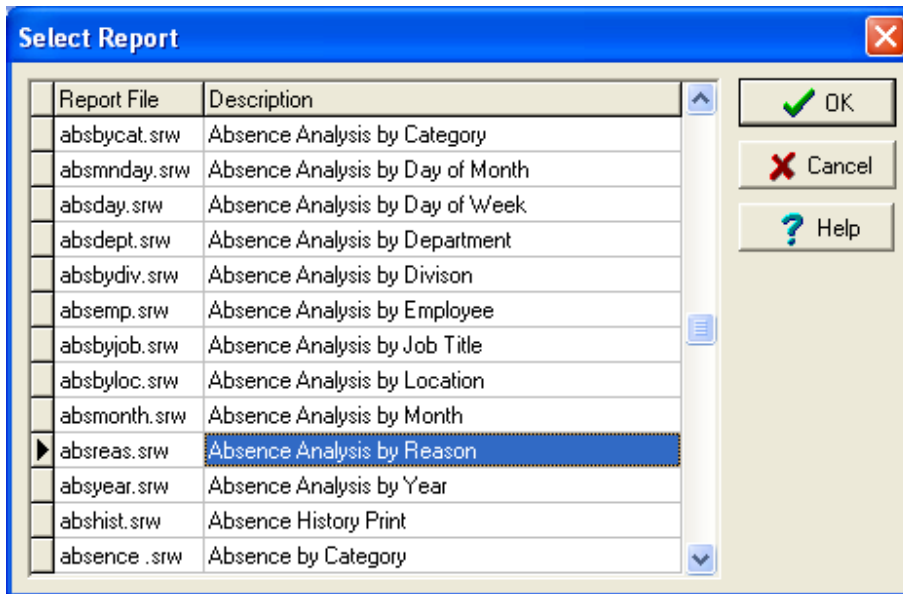 Select Report
Report File Description
absbycat.srw Absence Analysis by Category
absmnday.srw Absence Analysis by Day of Month
absday.srw Absence Analysis by Day of Week
absdept.srw Absence Analysis by Department
absbydiv.srw Absence Analysis by Divison
absemp.srw Absence Analysis by Employee
absbyjob.srw Absence Analysis by Job Title
absbyloc.srw Absence Analysis by Location
absmonth.srw Absence Analysis by Month
absreas.srw Absence Analysis by Reason
absyear.srw Absence Analysis by Year
abshist.srw Absence History Print
absence .srw Absence by Category
OK
Cancel
Help